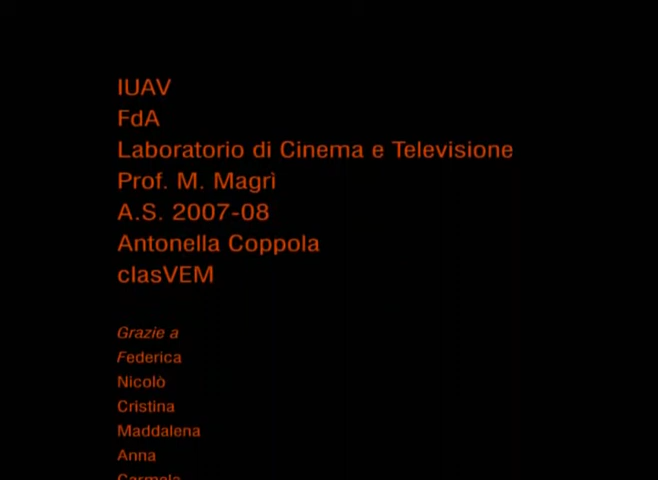 IUAV
FdA
Laboratorio di Cinema e Televisione
Prof. M. Magrì
A.S. 2007-08
Antonella Coppola
clasVEM
Grazie a
Federica
Nicolò
Cristina
Maddalena
Anna
Carmela